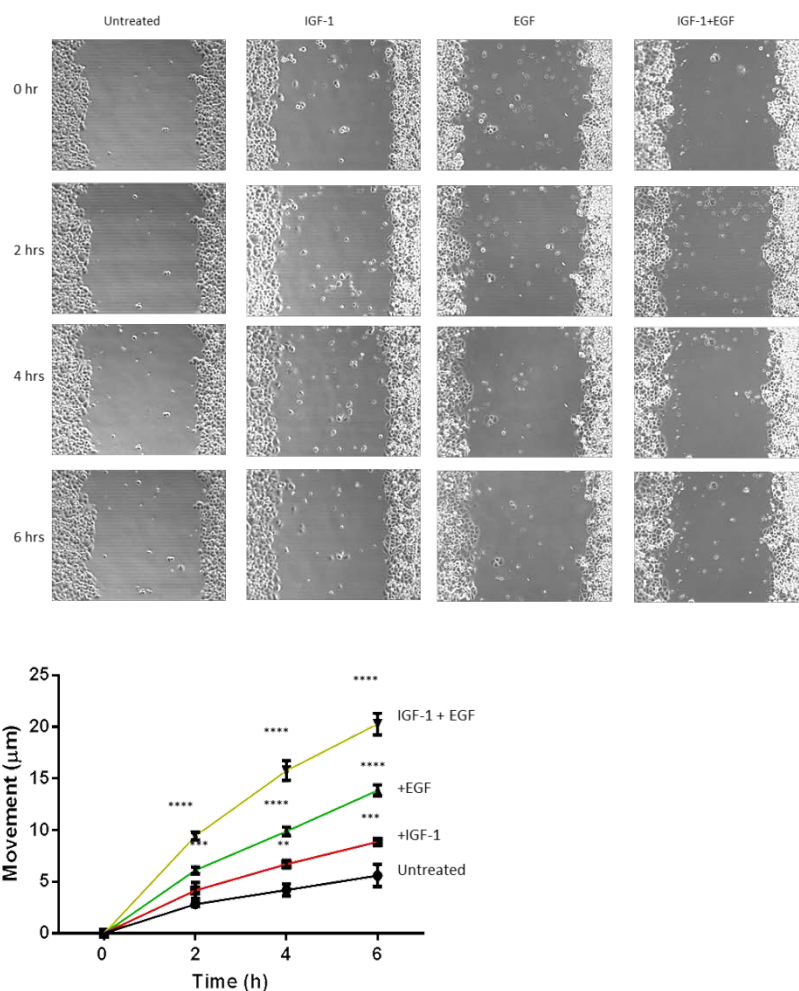 Untreated IGF-1 EGF IGF-1+EGF
0 hr
2 hrs
4 hrs
6 hrs
25
20
15
10
5
0
Movement (μm)
****
****
****
****
****
***
***
**
IGF-1 + EGF
+EGF
+IGF-1
Untreated
0 2 4 6
Time (h)